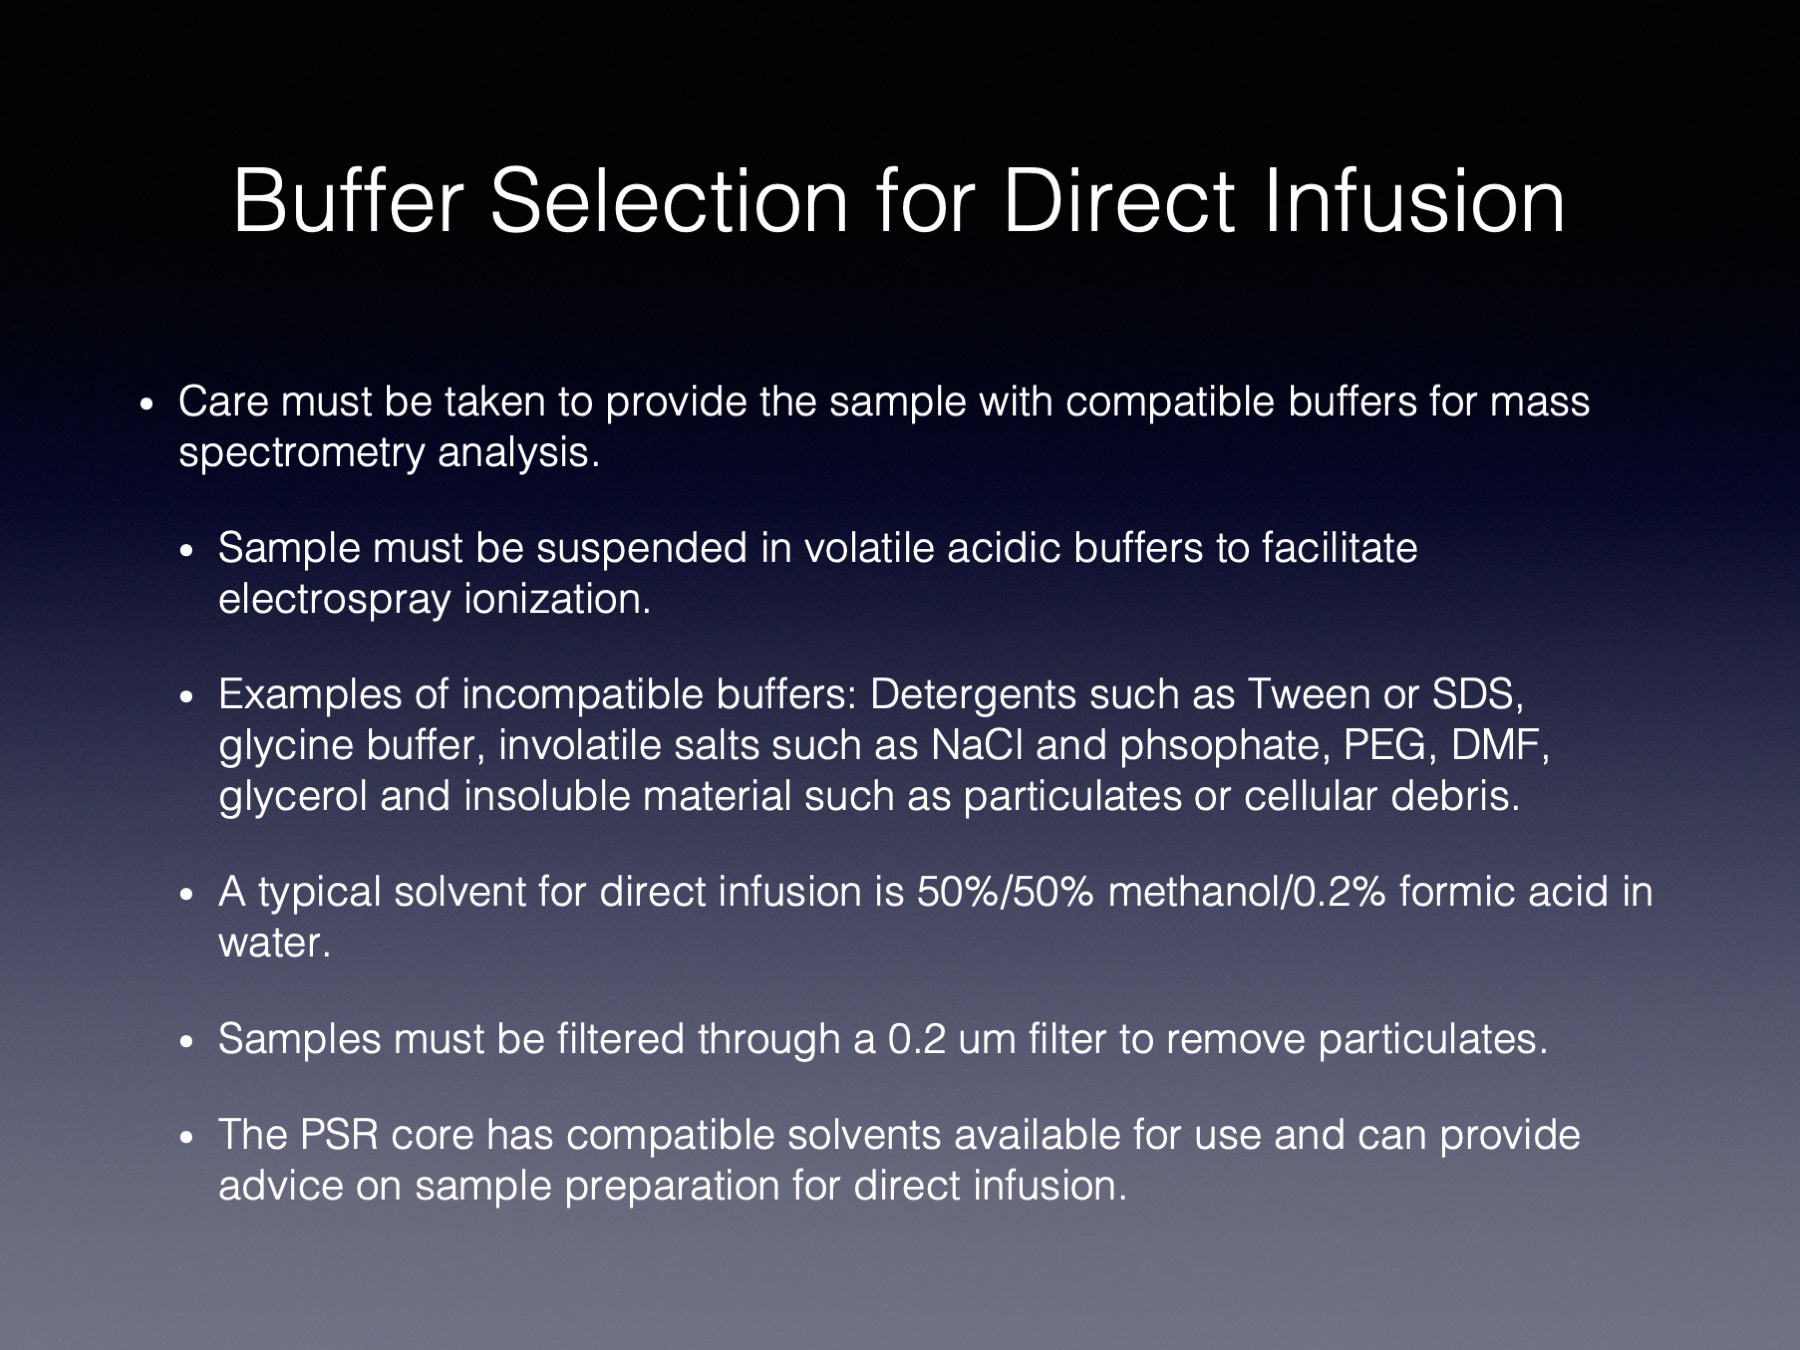 Buffer Selection for Direct Infusion
• Care must be taken to provide the sample with compatible buffers for mass
spectrometry analysis.
• Sample must be suspended in volatile acidic buffers to facilitate
electrospray ionization.
• Examples of incompatible buffers: Detergents such as Tween or SDS,
glycine buffer, involatile salts such as NaCl and phsophate, PEG, DMF,
glycerol and insoluble material such as particulates or cellular debris.
• A typical solvent for direct infusion is 50%/50% methanol/0.2% formic acid in
water.
• Samples must be filtered through a 0.2 um filter to remove particulates.
• The PSR core has compatible solvents available for use and can provide
advice on sample preparation for direct infusion.